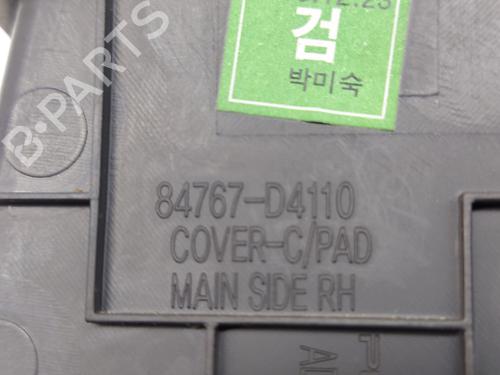 검
박미숙
84767-D4110
COVER-C/PAD
MAIN SIDE RH
B-PARTS